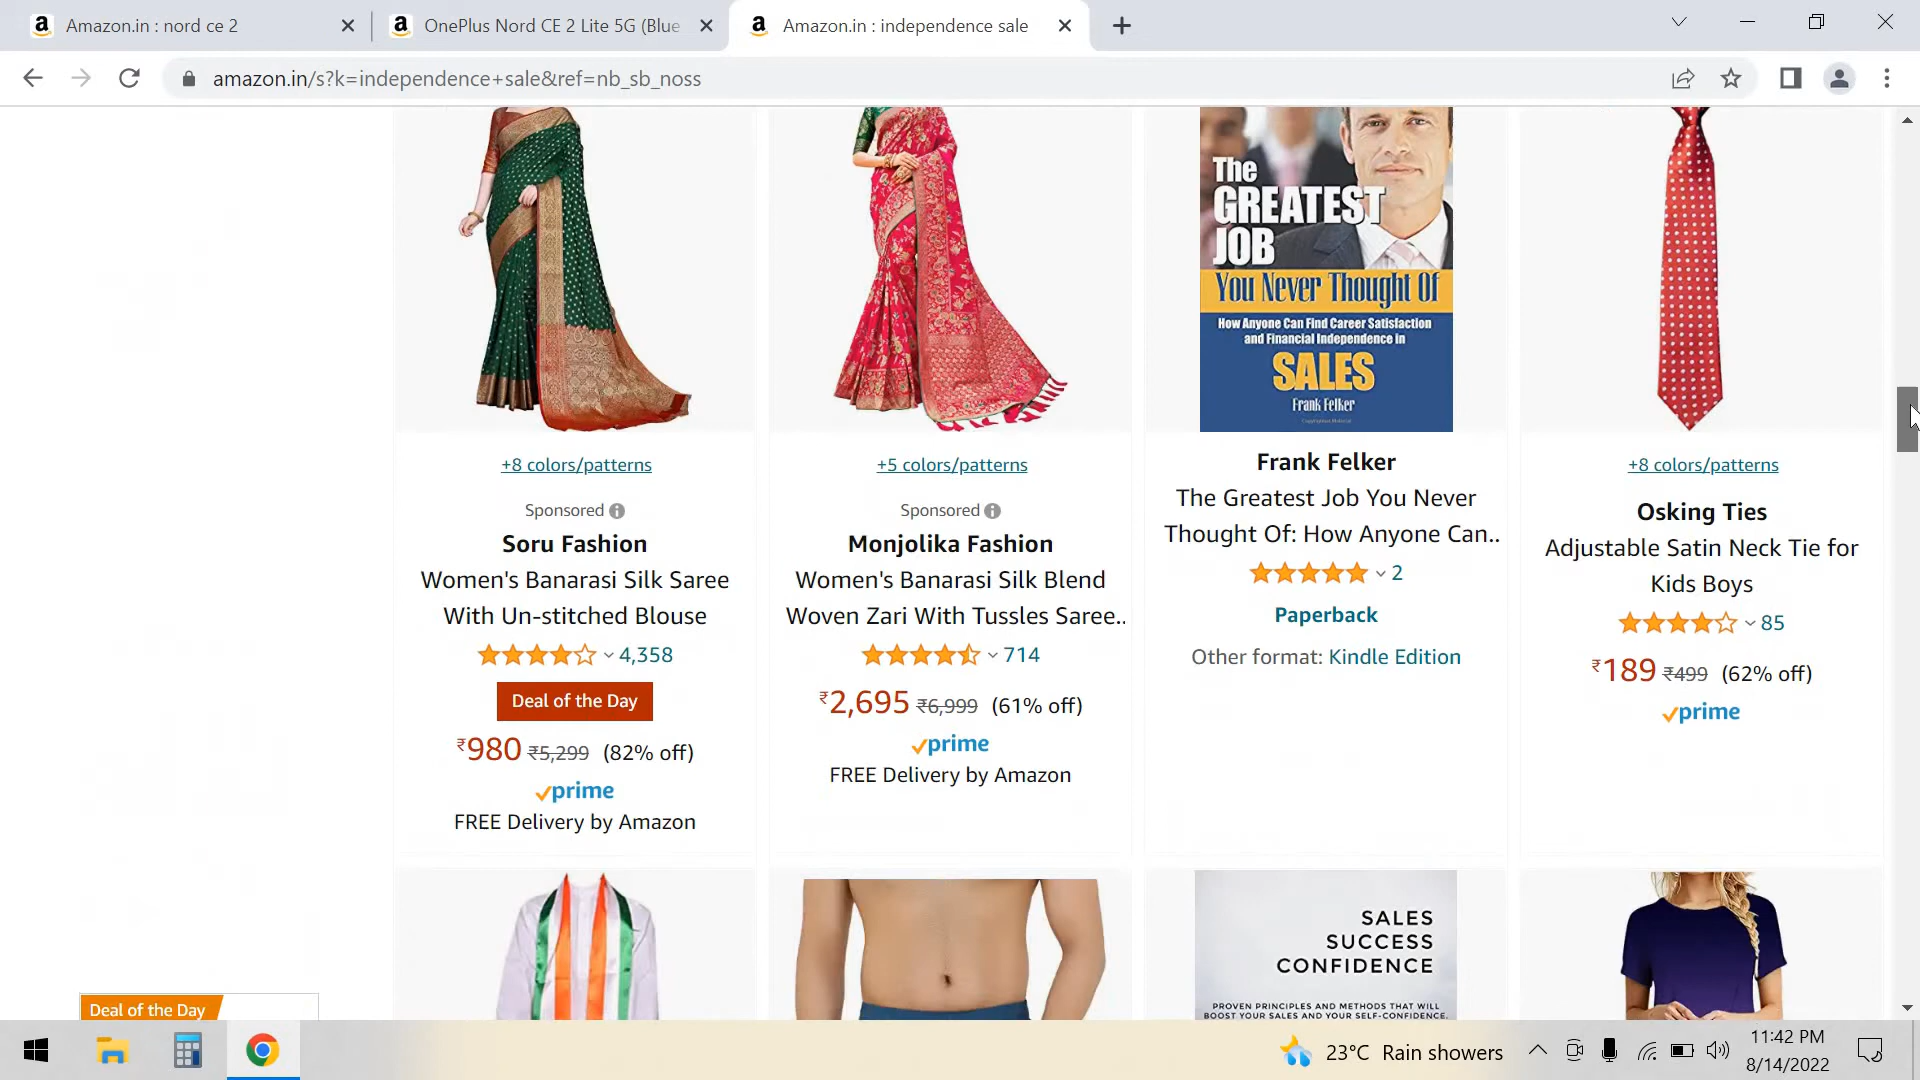 Amazon.in : nord ce 2
OnePlus Nord CE 2 Lite 5G (Blue
Amazon.in : independence sale
amazon.in/s?k=independence+sale&ref=nb_sb_noss
The
GREATEST
JOB
You Never Thought Of
How Anyone Can Find Career Satisfaction
and Financial Independence in
SALES
Frank Felker
+8 colors/patterns
Sponsored
Soru Fashion
Women's Banarasi Silk Saree
With Un-stitched Blouse
4,358
Deal of the Day
₹980 ₹5,299 (82% off)
prime
FREE Delivery by Amazon
+5 colors/patterns
Sponsored
Monjolika Fashion
Women's Banarasi Silk Blend
Woven Zari With Tussles Saree..
714
₹2,695 ₹6,999 (61% off)
prime
FREE Delivery by Amazon
Frank Felker
The Greatest Job You Never
Thought Of: How Anyone Can..
2
Paperback
Other format: Kindle Edition
+8 colors/patterns
Osking Ties
Adjustable Satin Neck Tie for
Kids Boys
85
₹189 ₹499 (62% off)
prime
SALES
SUCCESS
CONFIDENCE
PROVEN PRINCIPLES AND METHODS THAT WILL
BOOST YOUR SALES AND YOUR SELF-CONFIDENCE.
Deal of the Day
23°C Rain showers
11:42 PM
8/14/2022